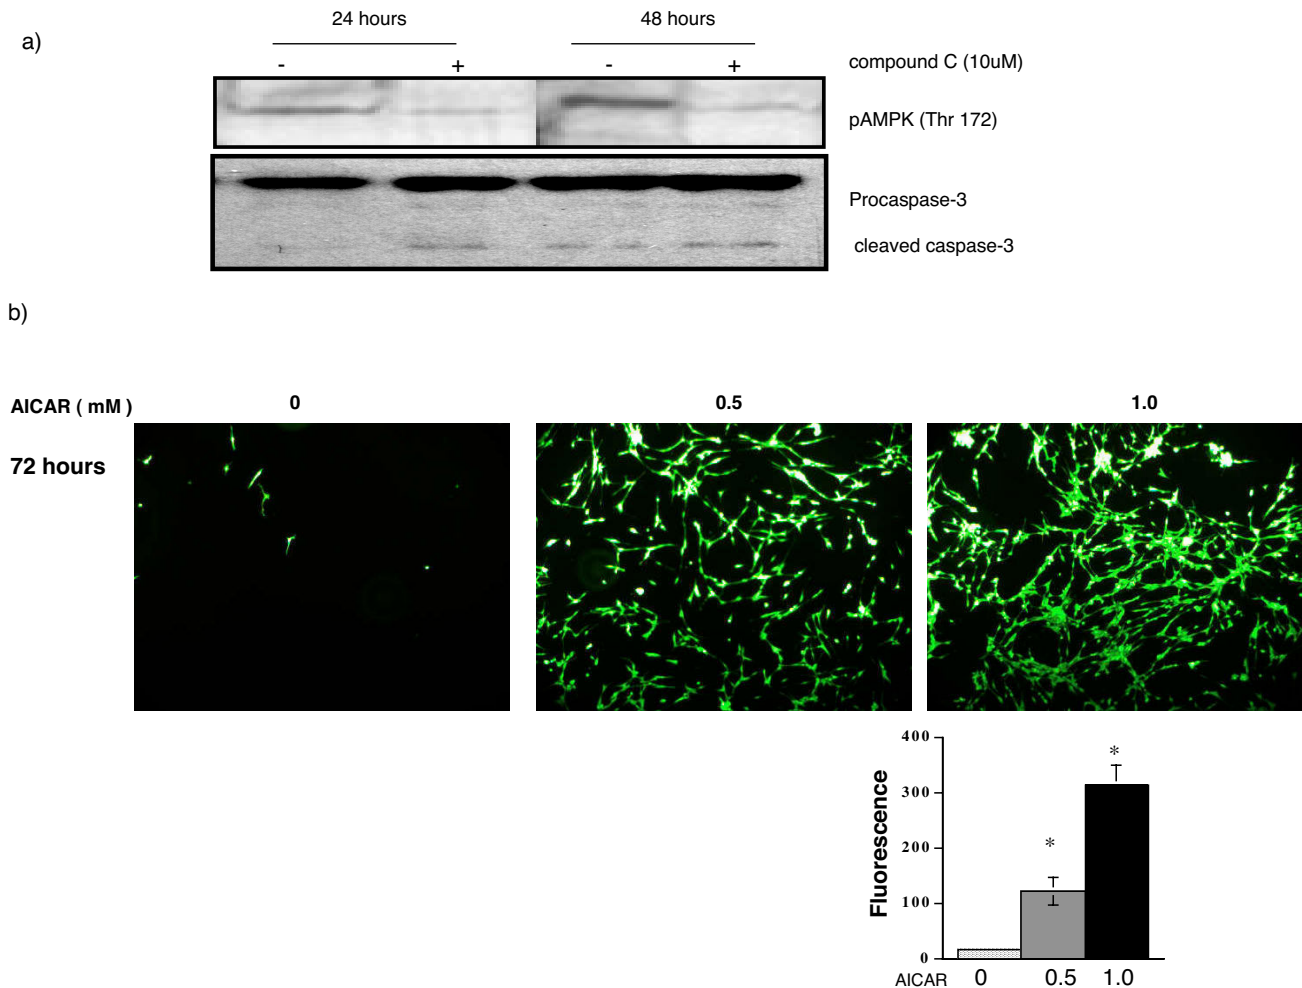 a)
24 hours 48 hours
- + - + compound C (10uM)
pAMPK (Thr 172)
Procaspase-3
cleaved caspase-3
b)
AICAR ( mM ) 0 0.5 1.0
72 hours
400
300
200
100
0
Fluorescence
*
*
AICAR 0 0.5 1.0